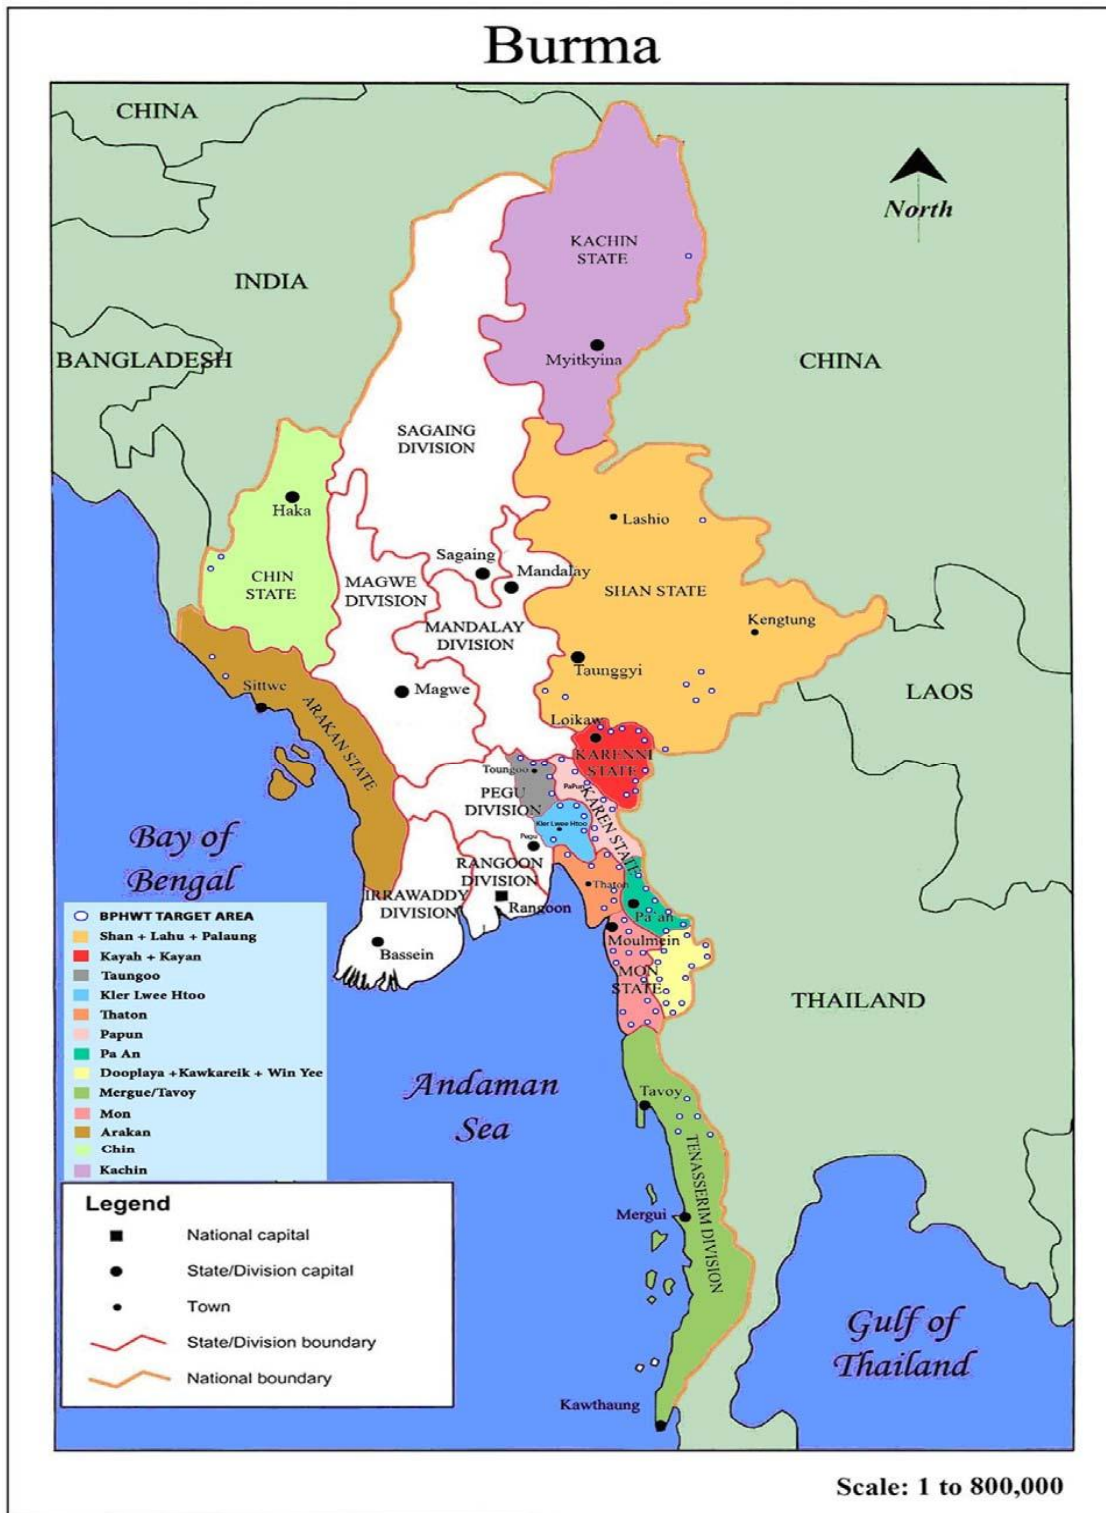 Burma
CHINA
North
KACHIN
STATE
INDIA
Myitkyina
BANGLADESH
CHINA
SAGAING
DIVISION
Haka
Lashio
Sagaing
Mandalay
CHIN
STATE
MAGWE
DIVISION
SHAN STATE
MANDALAY
DIVISION
Kengtung
Taunggyi
Sittwe
Magwe
ARAKAN STATE
LAOS
Loikaw
KARENNI
STATE
Toungoo
PEGU
DIVISION
PaPun
KAREN STATE
Kler Lwee Htoo
Pegu
Bay of
Bengal
RANGOON
DIVISION
IRRAWADDY
DIVISION
Rangoon
Thaton
Pa'an
Moulmein
Bassein
MON
STATE
THAILAND
BPHWT TARGET AREA
Shan + Lahu + Palaung
Kayah + Kayan
Taungoo
Kler Lwee Htoo
Thaton
Papun
Pa An
Dooplaya +Kawkareik + Win Yee
Mergue/Tavoy
Mon
Arakan
Chin
Kachin
Andaman
Sea
Tavoy
TENASSERIM DIVISION
Mergui
Legend
National capital
State/Division capital
Town
State/Division boundary
National boundary
Gulf of
Thailand
Kawthaung
Scale: 1 to 800,000